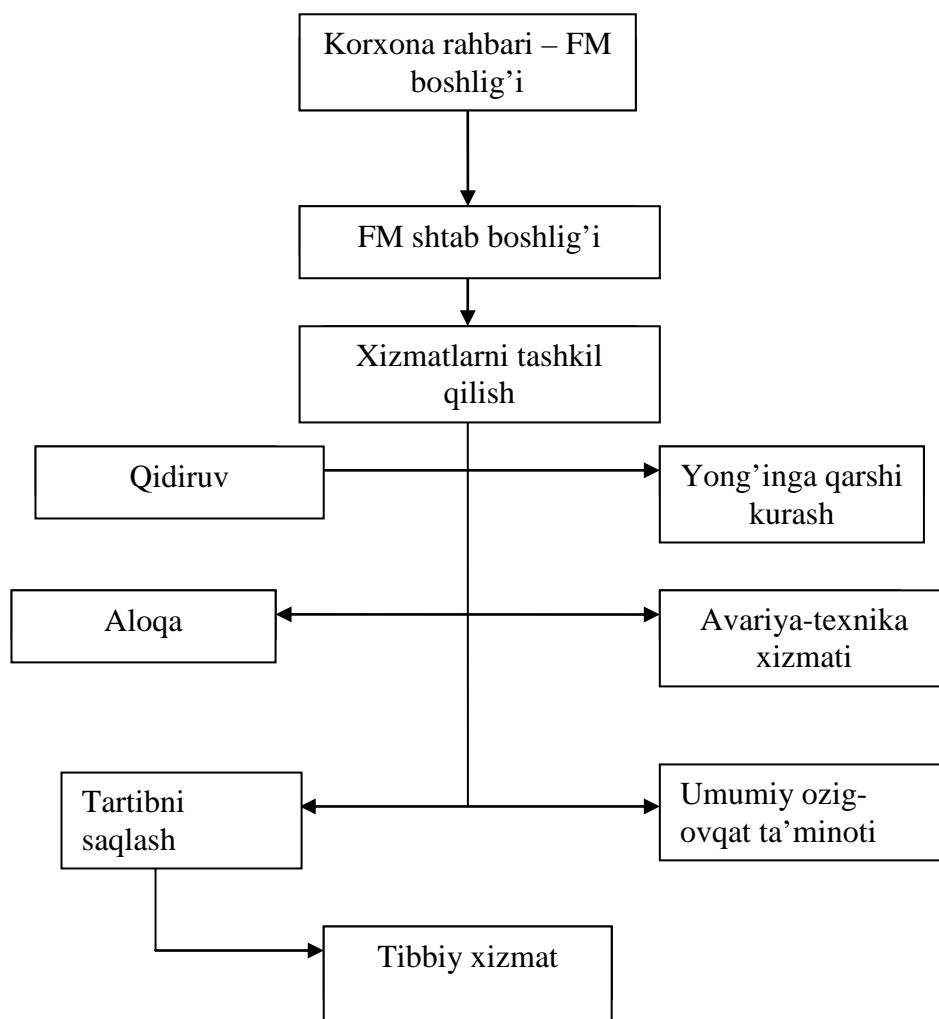 Korxona rahbari – FM
boshlig’i
FM shtab boshlig’i
Xizmatlarni tashkil
qilish
Qidiruv
Yong’inga qarshi
kurash
Aloqa
Avariya-texnika
xizmati
Tartibni
saqlash
Umumiy ozig-
ovqat ta’minoti
Tibbiy xizmat